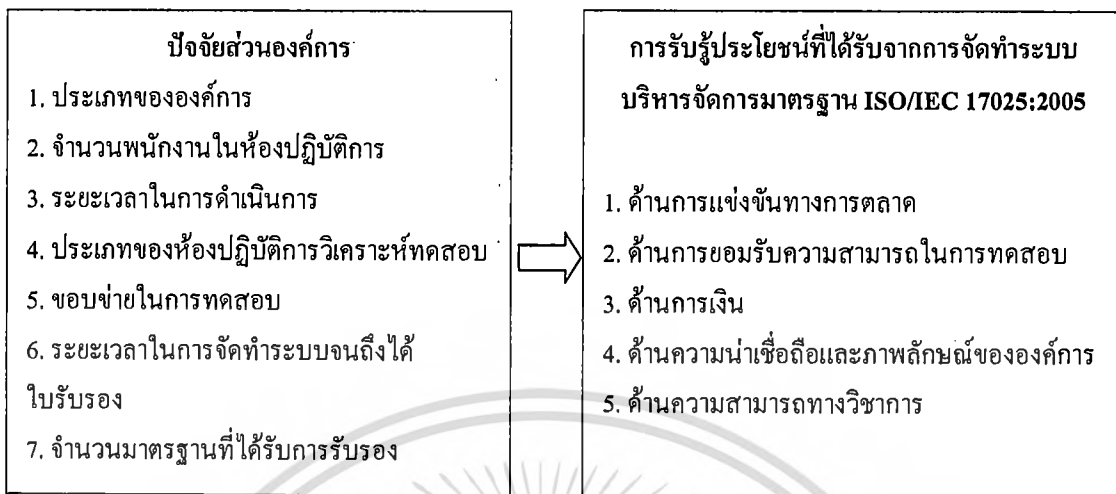 ปัจจัยส่วนองค์การ
1. ประเภทขององค์การ
2. จำนวนพนักงานในห้องปฏิบัติการ
3. ระยะเวลาในการดำเนินการ
4. ประเภทของห้องปฏิบัติการวิเคราะห์ทดสอบ
5. ขอบข่ายในการทดสอบ
6. ระยะเวลาในการจัดทำระบบจนถึงได้
ใบรับรอง
7. จำนวนมาตรฐานที่ได้รับการรับรอง
การรับรู้ประโยชน์ที่ได้รับจากการจัดทำระบบ
บริหารจัดการมาตรฐาน ISO/IEC 17025:2005
1. ด้านการแข่งขันทางการตลาด
2. ด้านการยอมรับความสามารถในการทดสอบ
3. ด้านการเงิน
4. ด้านความน่าเชื่อถือและภาพลักษณ์ขององค์การ
5. ด้านความสามารถทางวิชาการ